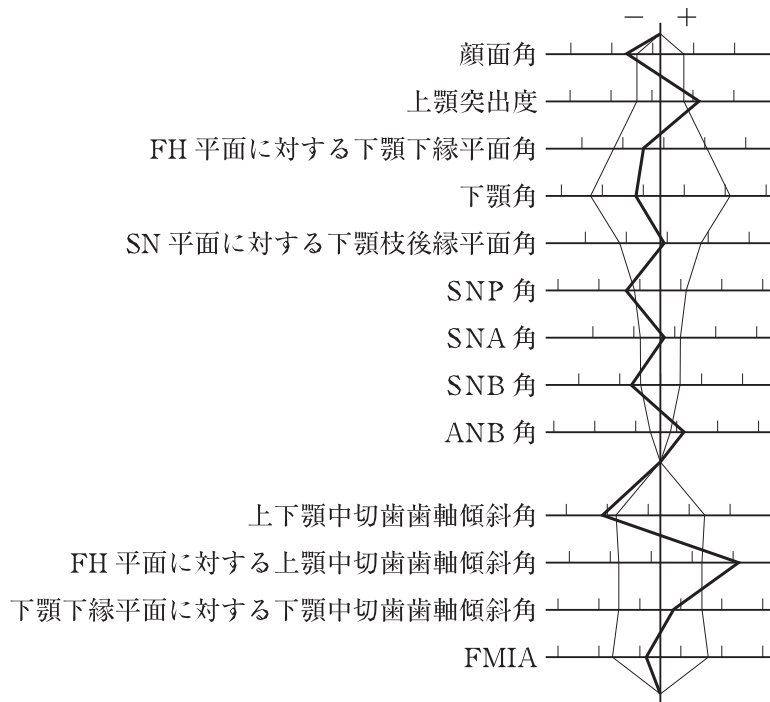 − +
顔面角
上顎突出度
FH 平面に対する下顎下縁平面角
下顎角
SN 平面に対する下顎枝後縁平面角
SNP 角
SNA 角
SNB 角
ANB 角
上下顎中切歯歯軸傾斜角
FH 平面に対する上顎中切歯歯軸傾斜角
下顎下縁平面に対する下顎中切歯歯軸傾斜角
FMIA